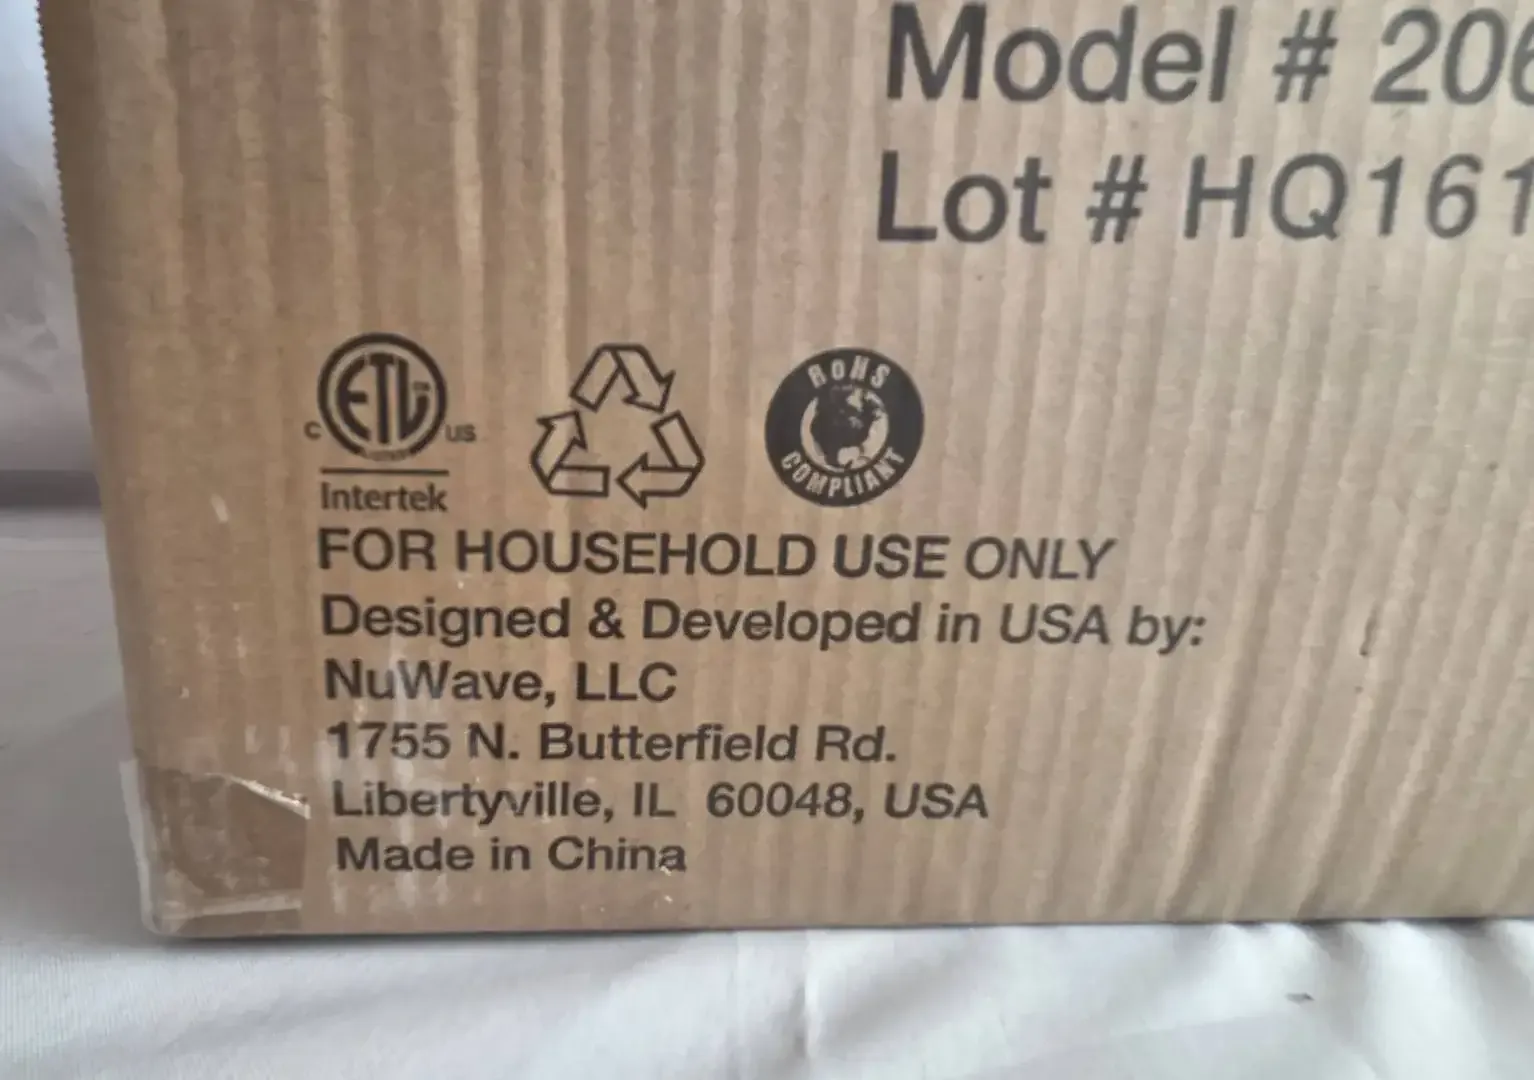 Model # 206
Lot # HQ161
ETL
C US
Intertek
RoHS
COMPLIANT
FOR HOUSEHOLD USE ONLY
Designed & Developed in USA by:
NuWave, LLC
1755 N. Butterfield Rd.
Libertyville, IL 60048, USA
Made in China